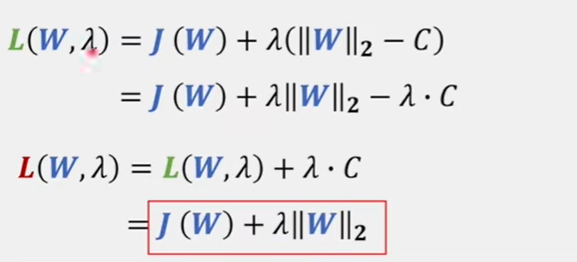 L(W, λ) = J (W) + λ(‖W‖₂ − C)
= J (W) + λ‖W‖₂ − λ · C
L(W, λ) = L(W, λ) + λ · C
= J (W) + λ‖W‖₂